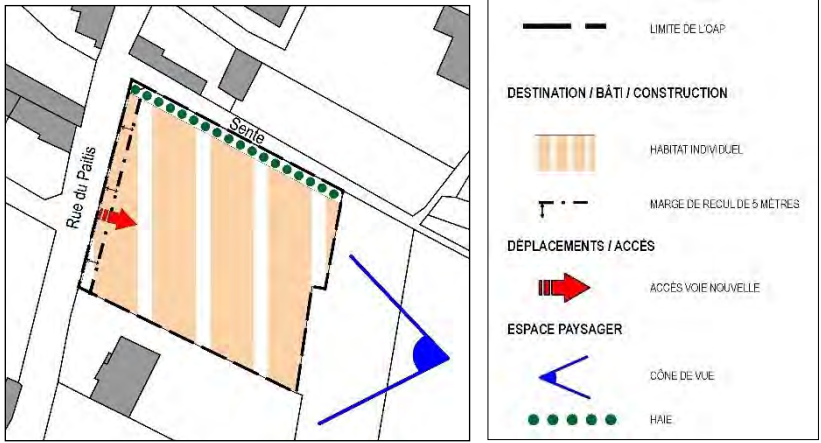 Sente
Rue du Paitis
LIMITE DE L'OAP
DESTINATION / BÂTI / CONSTRUCTION
HABITAT INDIVIDUEL
MARGE DE RECUL DE 5 MÈTRES
DÉPLACEMENTS / ACCÈS
ACCÈS VOIE NOUVELLE
ESPACE PAYSAGER
CÔNE DE VUE
HAIE